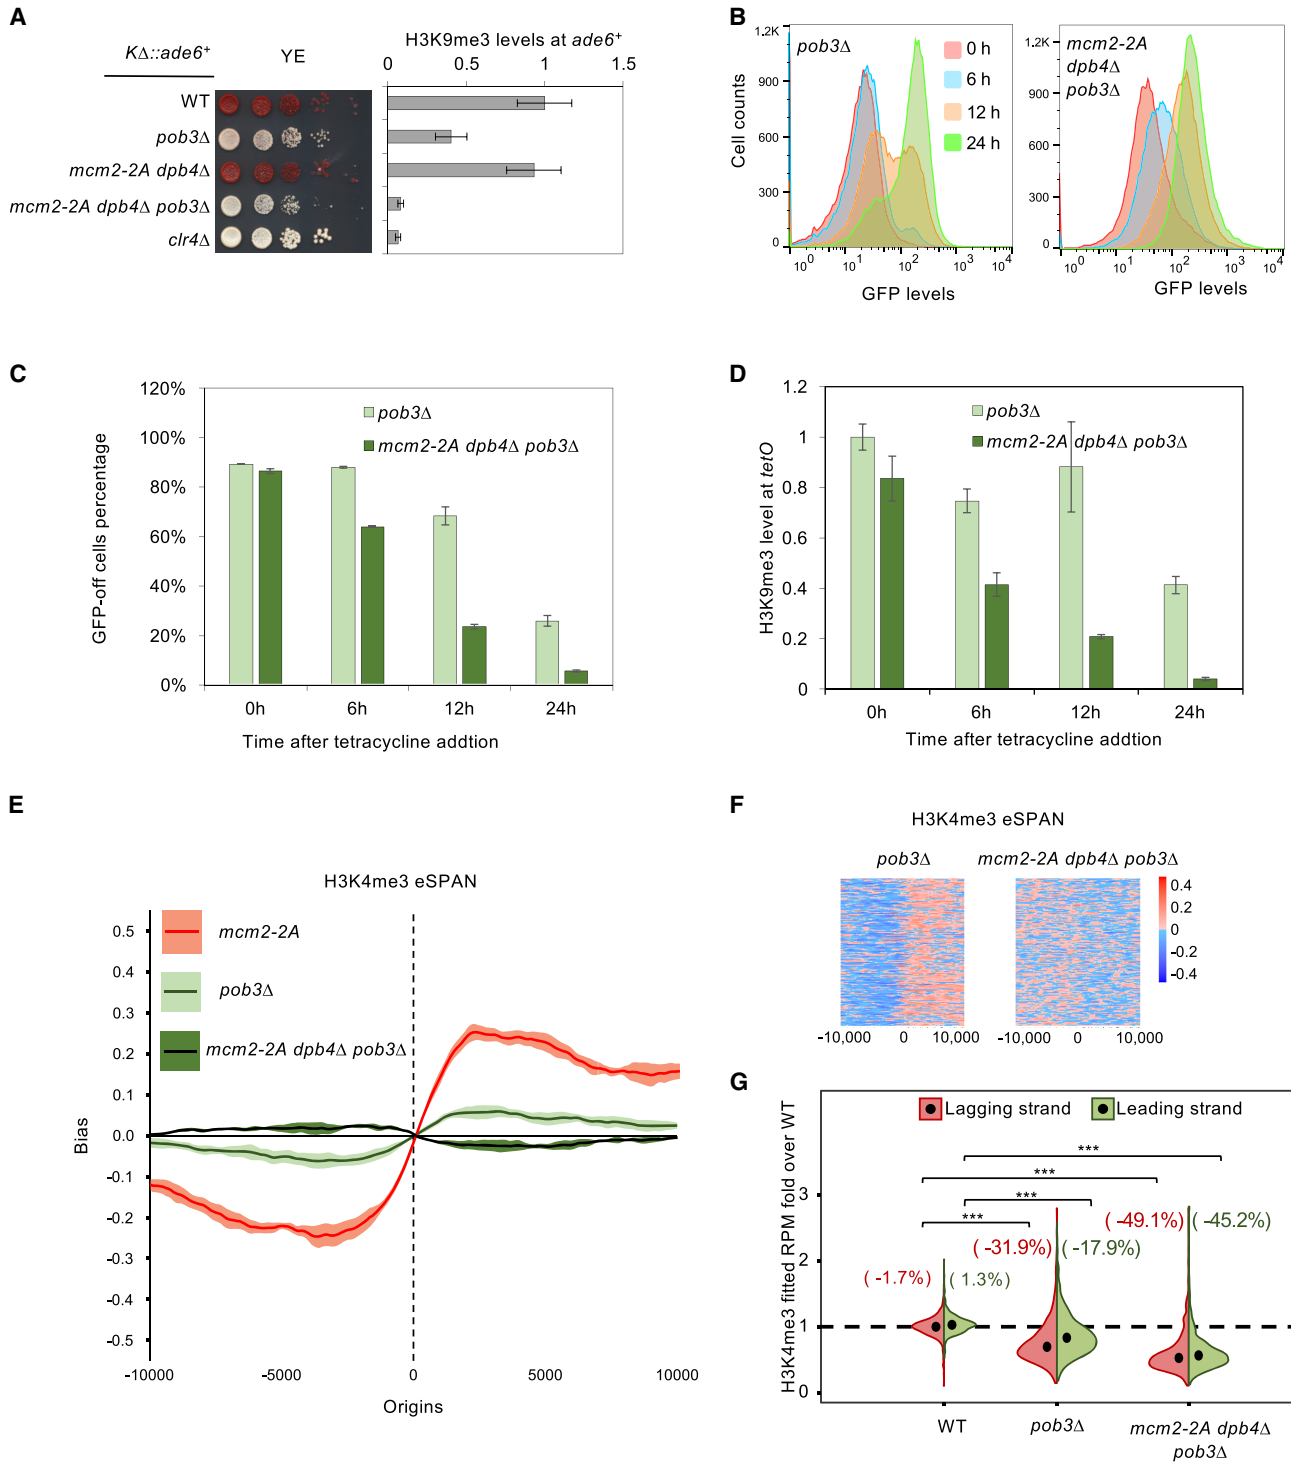 A
KΔ::ade6+
YE
H3K9me3 levels at ade6+
0 0.5 1 1.5
WT
pob3Δ
mcm2-2A dpb4Δ
mcm2-2A dpb4Δ pob3Δ
clr4Δ
B
1.2K
900
600
300
0
Cell counts
pob3Δ
0 h
6 h
12 h
24 h
10^0 10^1 10^2 10^3 10^4
GFP levels
1.2K
900
600
300
0
mcm2-2A
dpb4Δ
pob3Δ
10^0 10^1 10^2 10^3 10^4
GFP levels
C
120%
100%
80%
60%
40%
20%
0%
GFP-off cells percentage
pob3Δ
mcm2-2A dpb4Δ pob3Δ
0h 6h 12h 24h
Time after tetracycline addtion
D
1.2
1
0.8
0.6
0.4
0.2
0
H3K9me3 level at tetO
pob3Δ
mcm2-2A dpb4Δ pob3Δ
0h 6h 12h 24h
Time after tetracycline addtion
E
H3K4me3 eSPAN
0.5
0.4
0.3
0.2
0.1
0.0
-0.1
-0.2
-0.3
-0.4
-0.5
Bias
mcm2-2A
pob3Δ
mcm2-2A dpb4Δ pob3Δ
-10000 -5000 0 5000 10000
Origins
F
H3K4me3 eSPAN
pob3Δ
mcm2-2A dpb4Δ pob3Δ
0.4
0.2
0
-0.2
-0.4
-10,000 0 10,000
-10,000 0 10,000
G
H3K4me3 fitted RPM fold over WT
3
2
1
0
Lagging strand
Leading strand
***
***
***
***
( -49.1%) ( -45.2%)
( -31.9%) ( -17.9%)
( -1.7%) ( 1.3%)
WT
pob3Δ
mcm2-2A dpb4Δ
pob3Δ